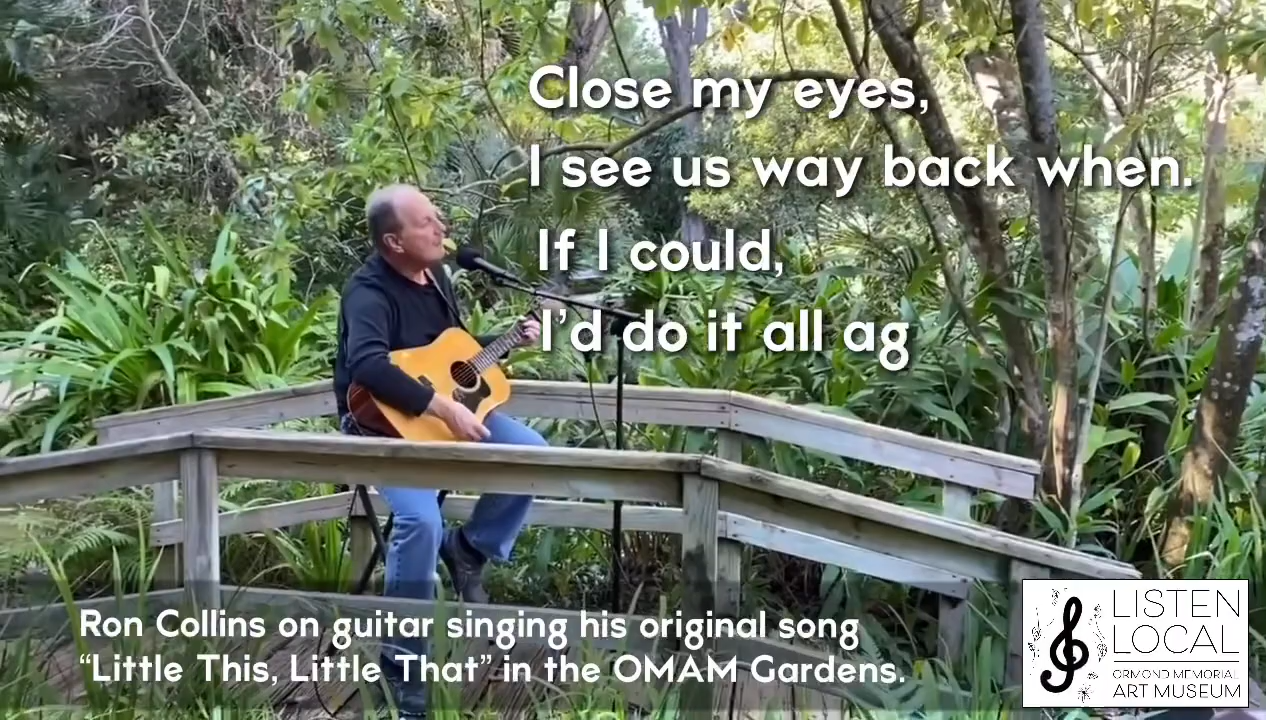 Close my eyes,
I see us way back when.
If I could,
I'd do it all ag
Ron Collins on guitar singing his original song
“Little This, Little That” in the OMAM Gardens.
LISTEN
LOCAL
ORMOND MEMORIAL
ART MUSEUM